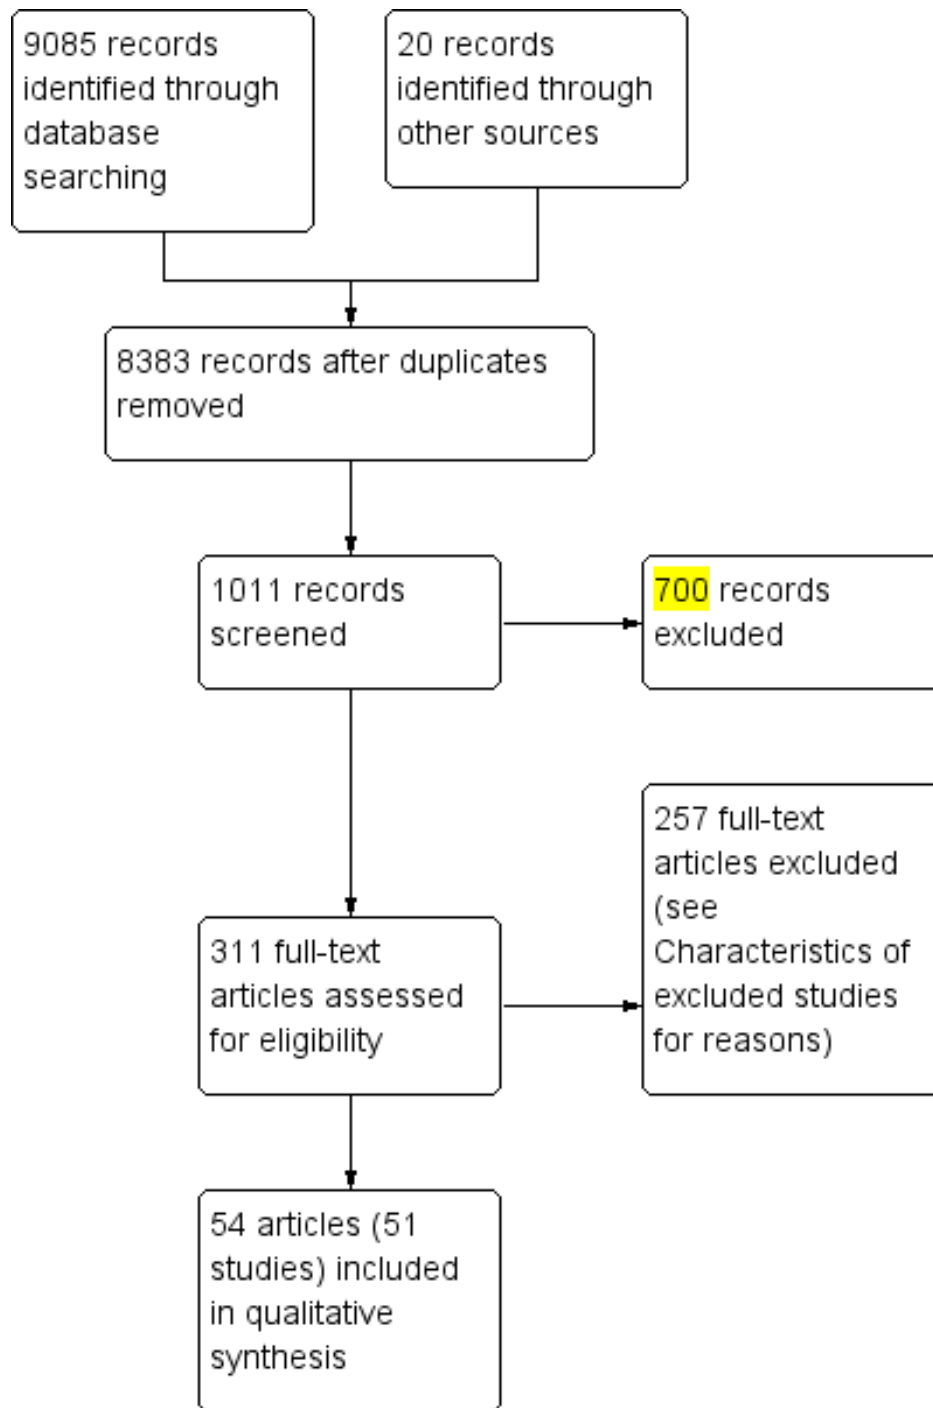 9085 records
identified through
database
searching
20 records
identified through
other sources
8383 records after duplicates
removed
1011 records
screened
700 records
excluded
257 full-text
articles excluded
(see
Characteristics of
excluded studies
for reasons)
311 full-text
articles assessed
for eligibility
54 articles (51
studies) included
in qualitative
synthesis